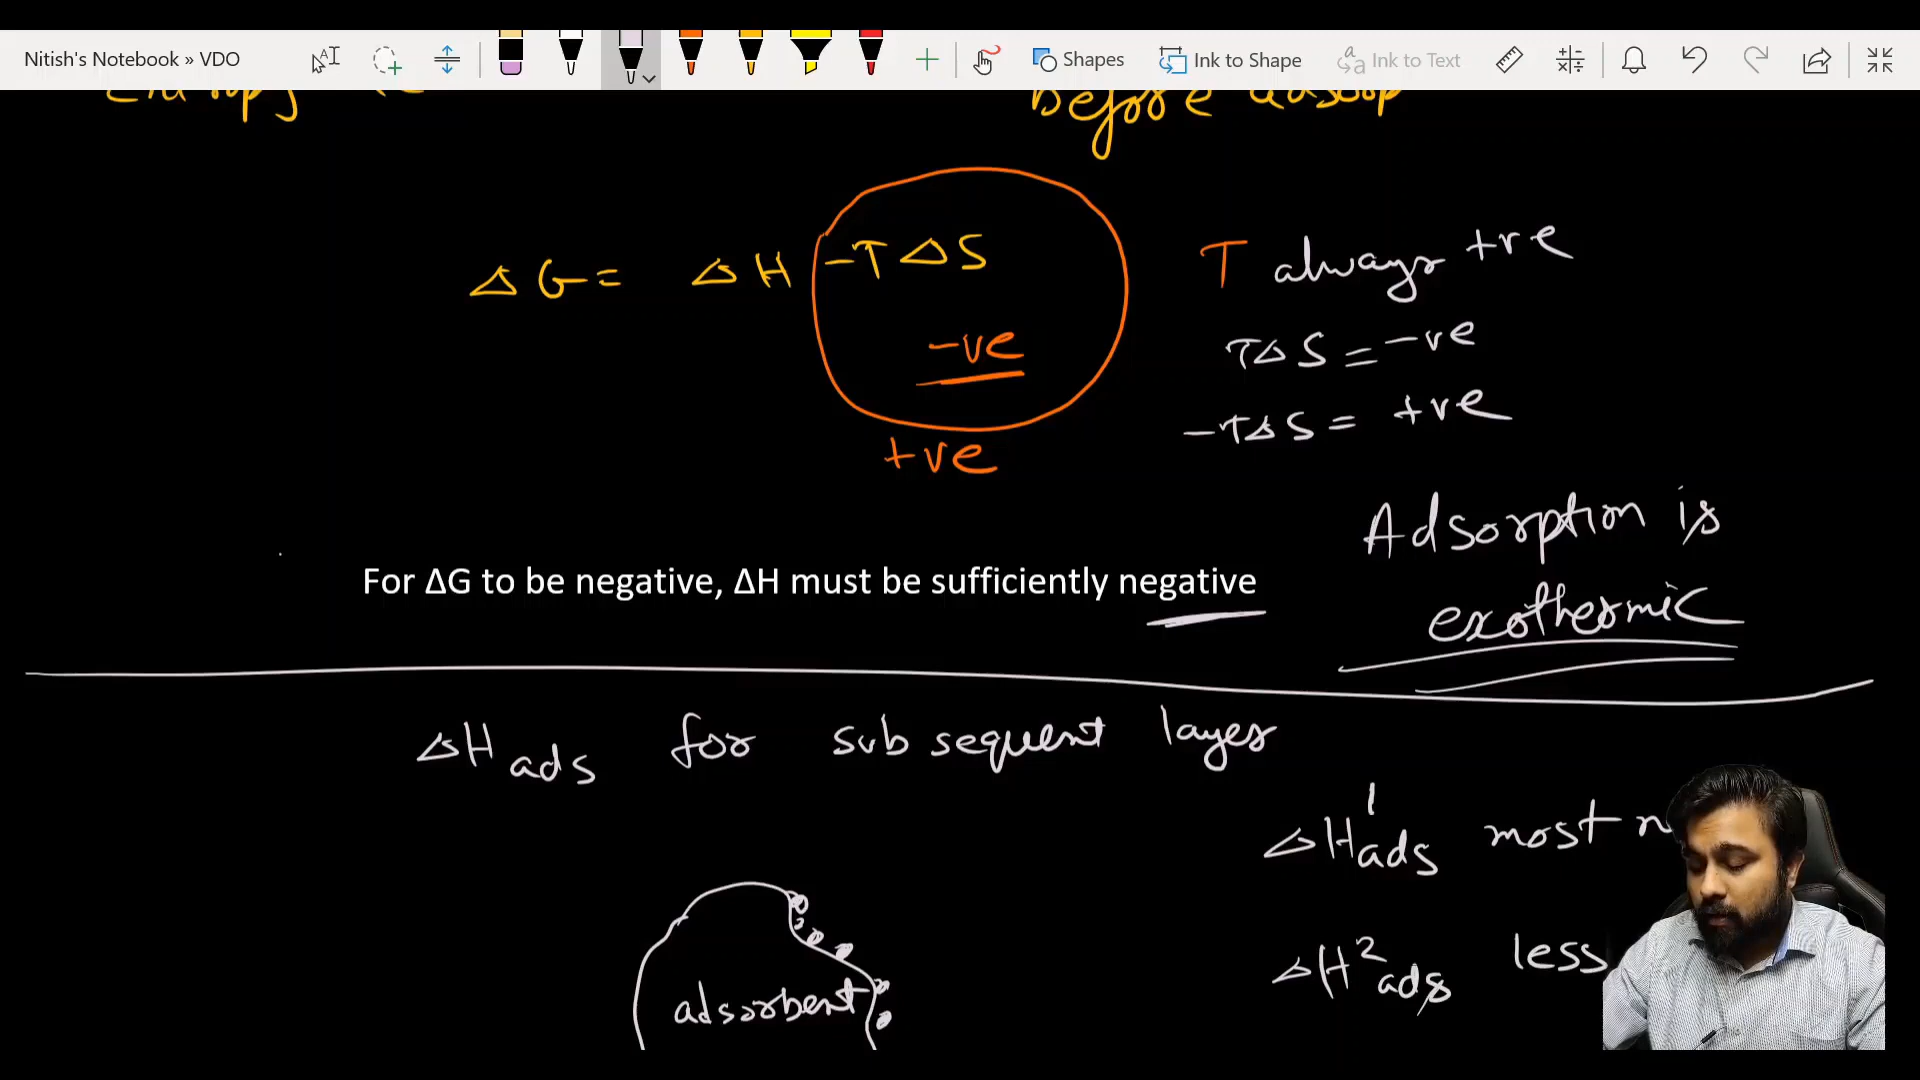 Nitish's Notebook » VDO
Shapes
Ink to Shape
Ink to Text
before
ΔG = ΔH -TΔS
-ve
+ve
T always +ve
TΔS = -ve
-TΔS = +ve
Adsorption is
exothermic
For ΔG to be negative, ΔH must be sufficiently negative
ΔH ads for subsequent layer
ΔH¹ads most
ΔH²ads less
adsorbent